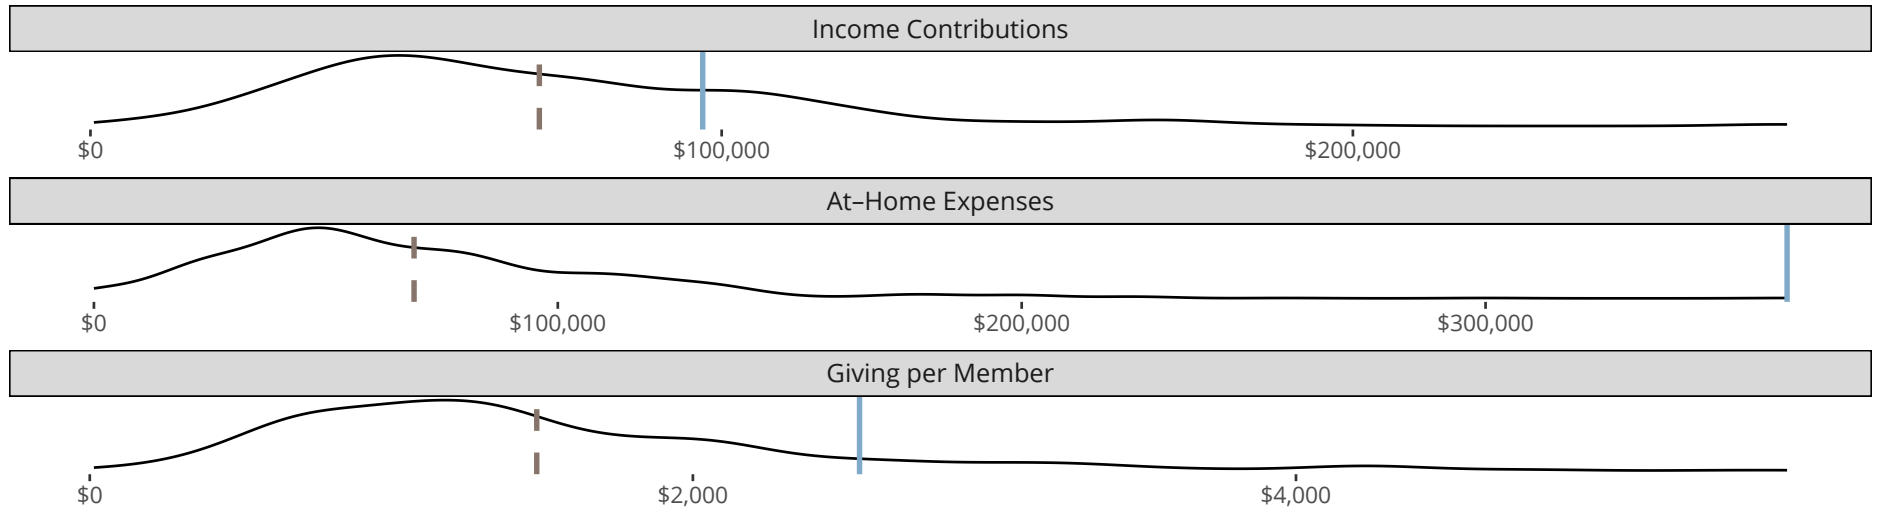 Income Contributions
$0 $100,000 $200,000
At–Home Expenses
$0 $100,000 $200,000 $300,000
Giving per Member
$0 $2,000 $4,000